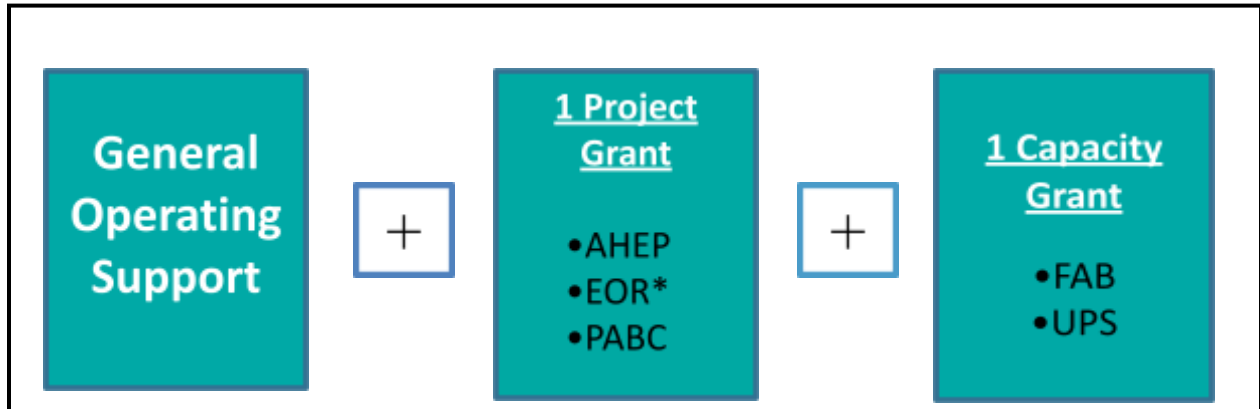 General
Operating
Support
+
1 Project
Grant
•AHEP
•EOR*
•PABC
+
1 Capacity
Grant
•FAB
•UPS